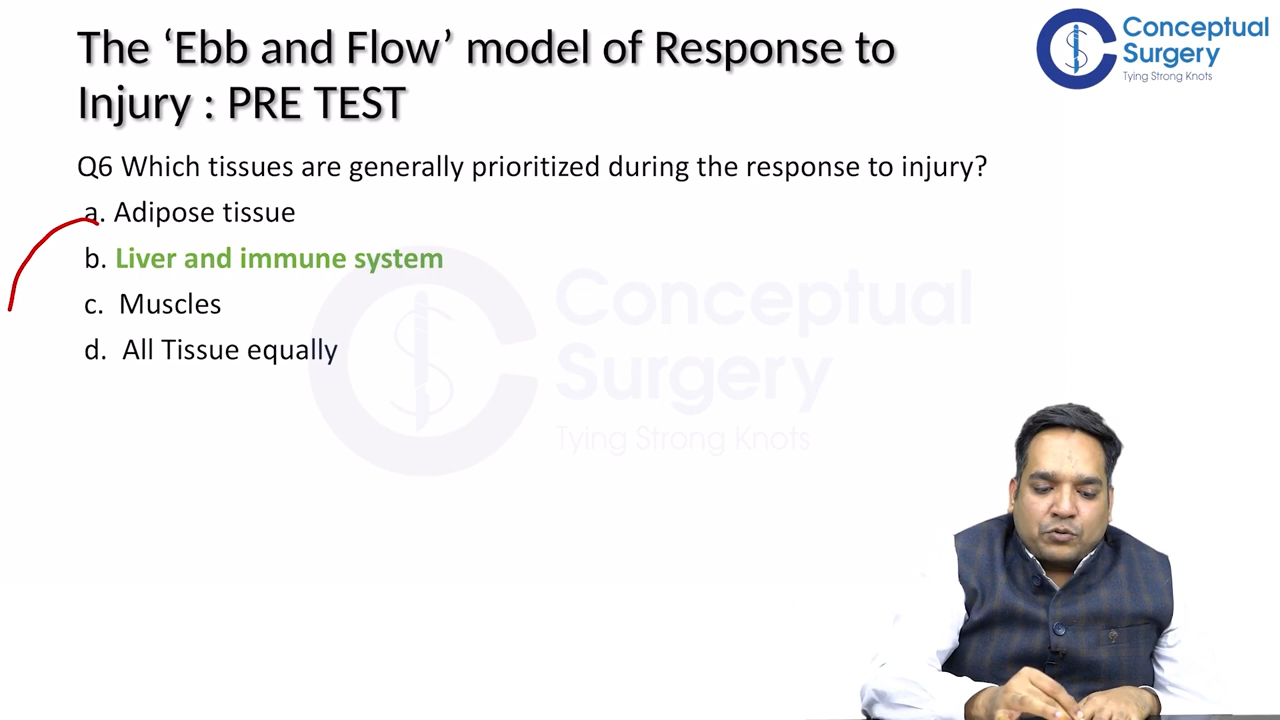 The ‘Ebb and Flow’ model of Response to
Injury : PRE TEST
Conceptual
Surgery
Tying Strong Knots
Q6 Which tissues are generally prioritized during the response to injury?
a. Adipose tissue
b. Liver and immune system
c. Muscles
d. All Tissue equally
Conceptual
Surgery
Tying Strong Knots